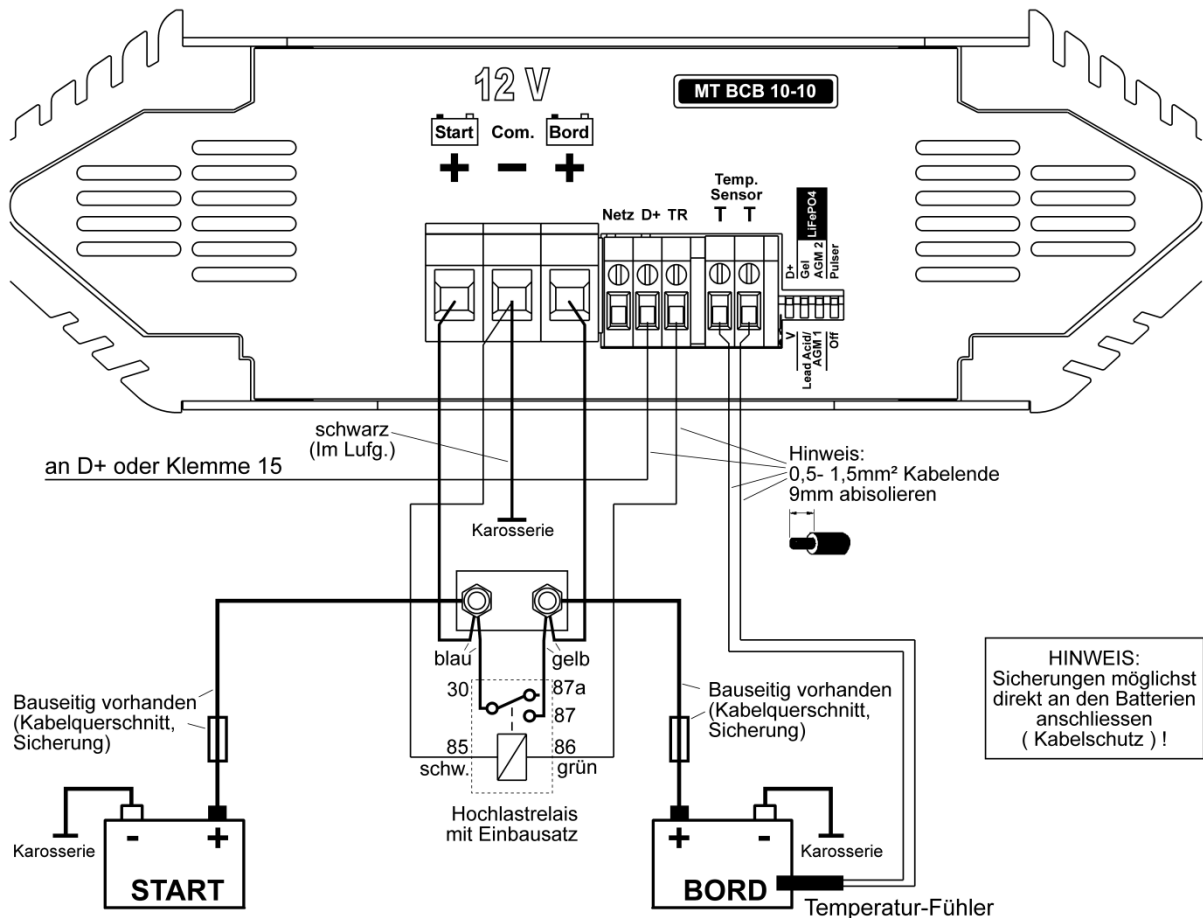 12 V
MT BCB 10-10
Start Com. Bord
+ − +
Temp.
Sensor
Netz D+ TR T T
D+
Gel
AGM 2
LiFePO4
Pulser
V
Lead Acid/
AGM 1
Off
schwarz
(Im Lufg.)
an D+ oder Klemme 15
Karosserie
Hinweis:
0,5- 1,5mm² Kabelende
9mm abisolieren
blau
gelb
30
87a
87
85
schw.
86
grün
Hochlastrelais
mit Einbausatz
Bauseitig vorhanden
(Kabelquerschnitt,
Sicherung)
Bauseitig vorhanden
(Kabelquerschnitt,
Sicherung)
HINWEIS:
Sicherungen möglichst
direkt an den Batterien
anschliessen
( Kabelschutz ) !
Karosserie
- +
START
+ -
BORD
Karosserie
Temperatur-Fühler